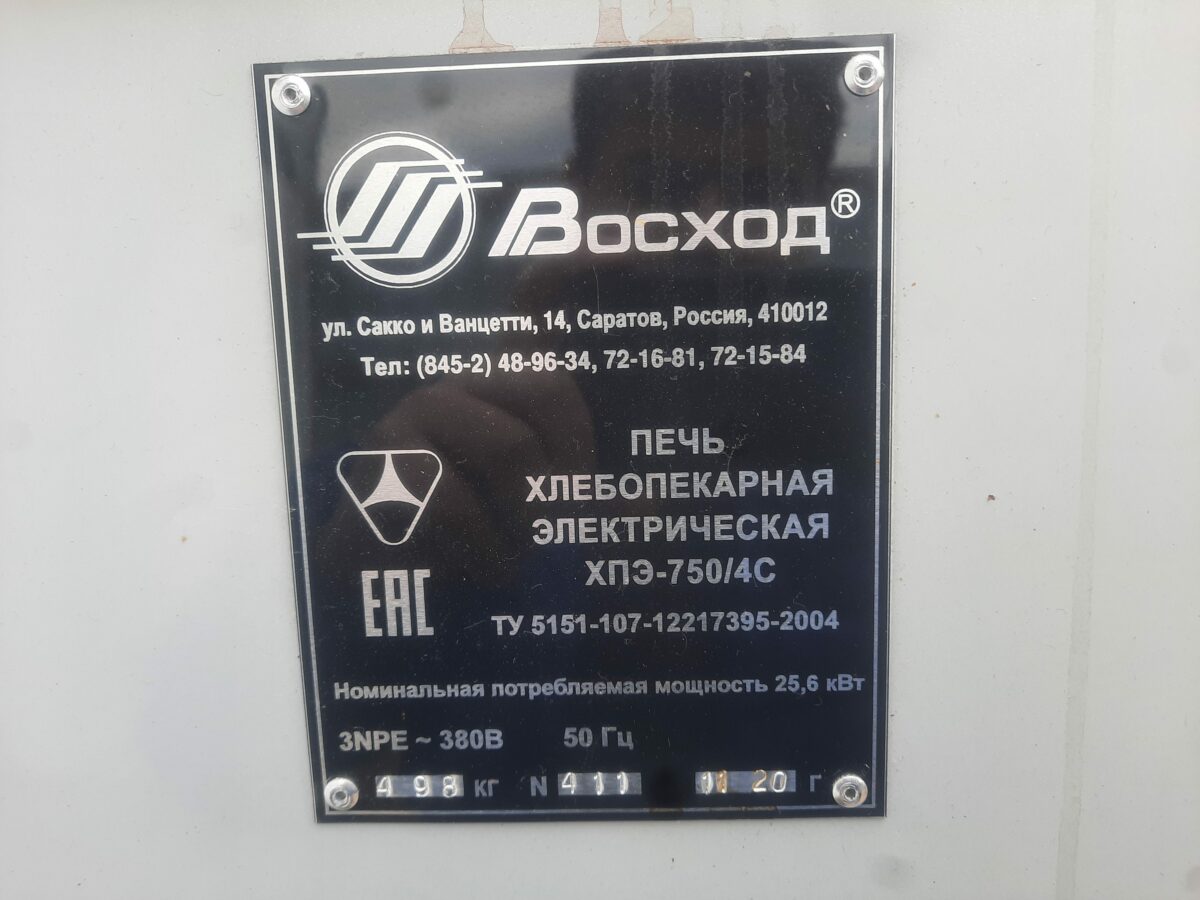 Восход®
ул. Сакко и Ванцетти, 14, Саратов, Россия, 410012
Тел: (845-2) 48-96-34, 72-16-81, 72-15-84
ПЕЧЬ
ХЛЕБОПЕКАРНАЯ
ЭЛЕКТРИЧЕСКАЯ
ХПЭ-750/4С
EAC
ТУ 5151-107-12217395-2004
Номинальная потребляемая мощность 25,6 кВт
3NPE ~ 380В 50 Гц
498 кг N 411 20 г